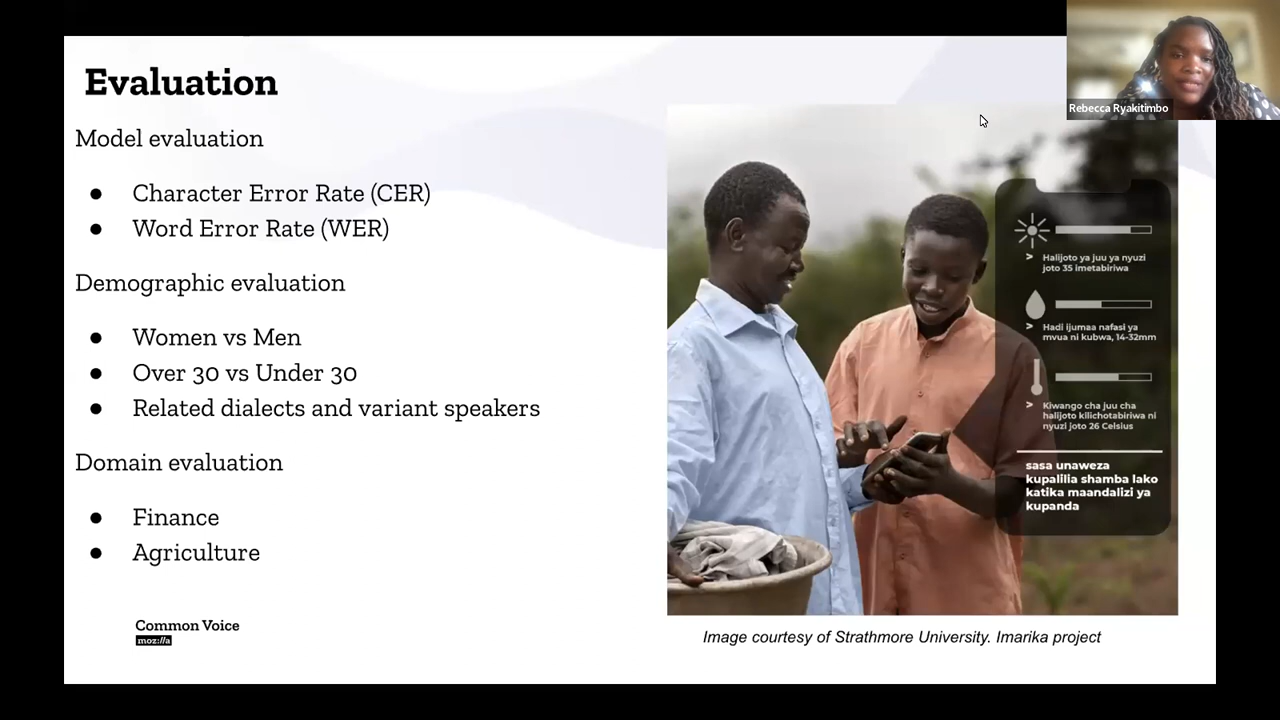 Evaluation
Model evaluation
● Character Error Rate (CER)
● Word Error Rate (WER)
Demographic evaluation
● Women vs Men
● Over 30 vs Under 30
● Related dialects and variant speakers
Domain evaluation
● Finance
● Agriculture
Common Voice
moz://a
Rebecca Ryakitimbo
> Halijoto ya juu ya nyuzi
joto 35 imetabiriwa
> Hadi ijumaa nafasi ya
mvua ni kubwa, 14-32mm
> Kiwango cha juu cha
halijoto kilichotabiriwa ni
nyuzi joto 26 Celsius
sasa unaweza
kupalilia shamba lako
katika maandalizi ya
kupanda
Image courtesy of Strathmore University. Imarika project